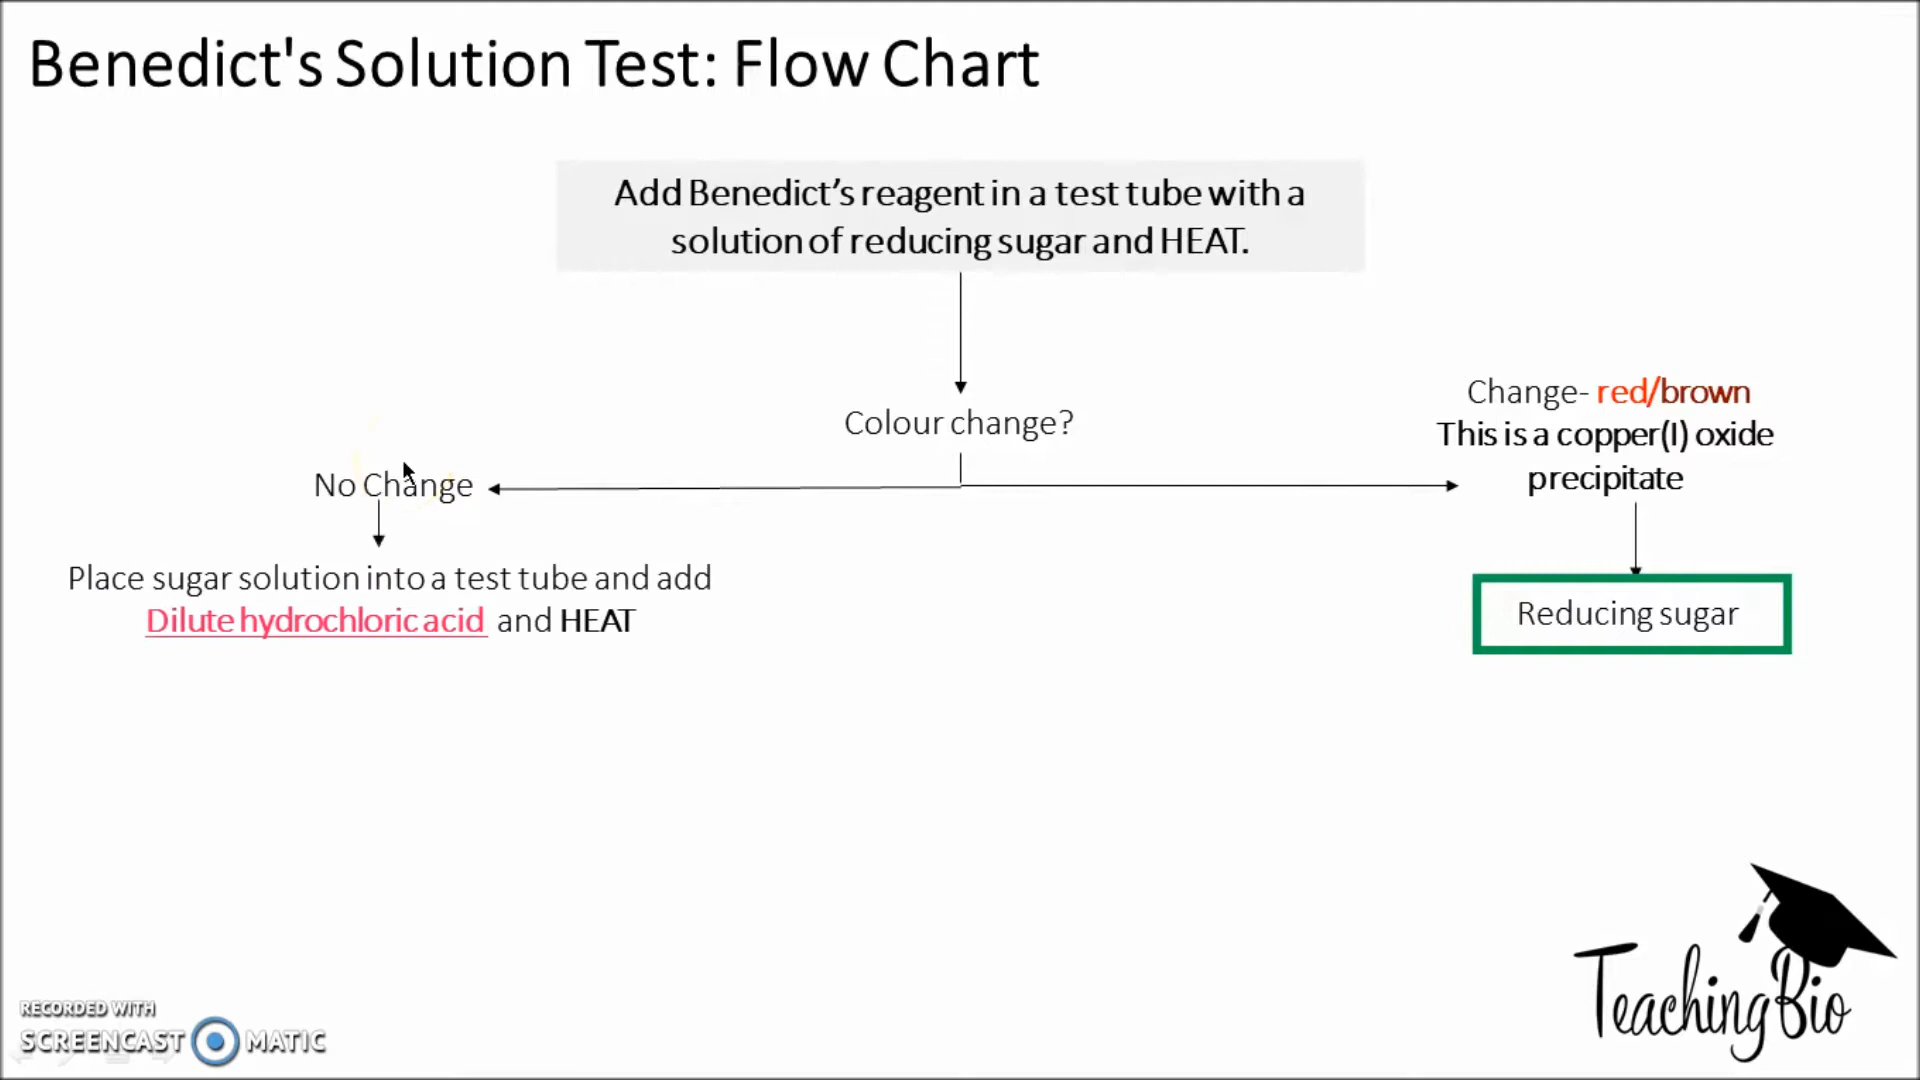 Benedict's Solution Test: Flow Chart
Add Benedict’s reagent in a test tube with a
solution of reducing sugar and HEAT.
Colour change?
Change- red/brown
This is a copper(I) oxide
precipitate
No Change
Place sugar solution into a test tube and add
Dilute hydrochloric acid and HEAT
Reducing sugar
TeachingBio
RECORDED WITH
SCREENCAST MATIC